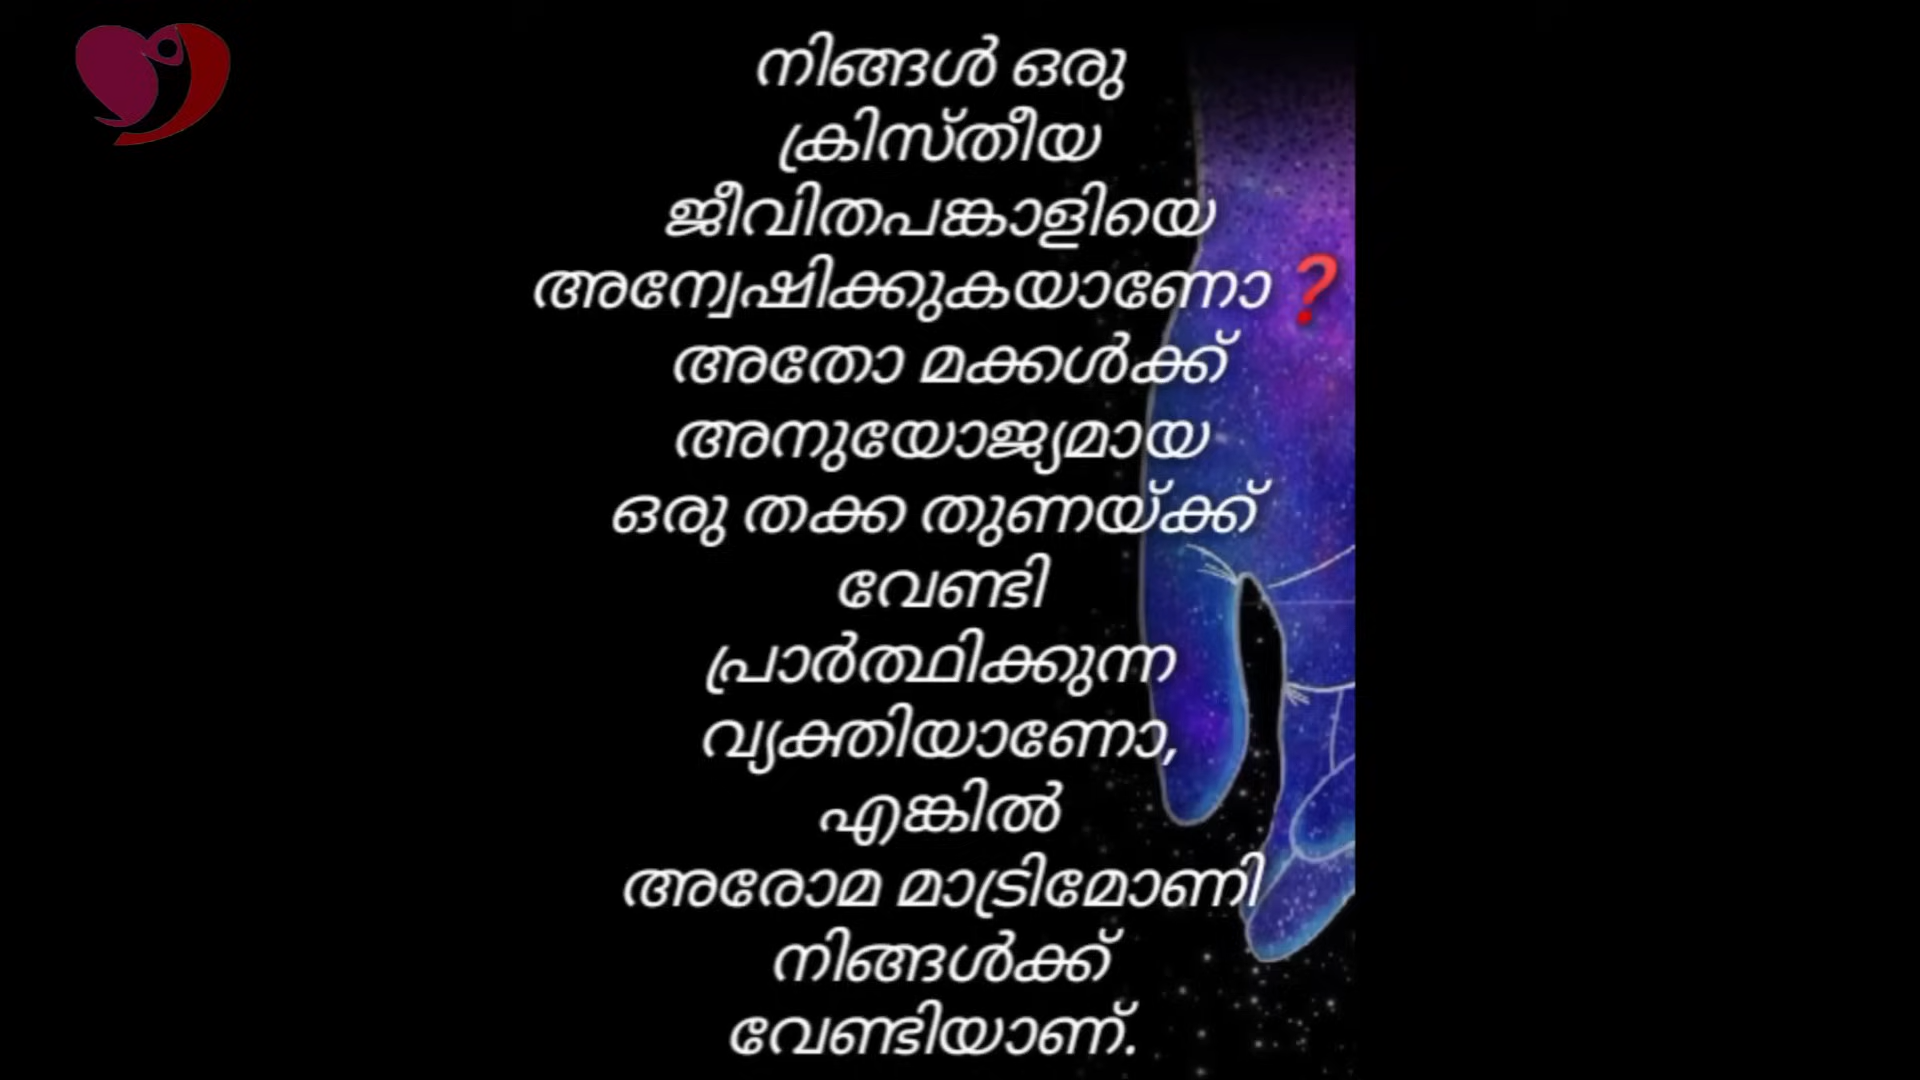 നിങ്ങൾ ഒരു
ക്രിസ്തീയ
ജീവിതപങ്കാളിയെ
അന്വേഷിക്കുകയാണോ❓
അതോ മക്കൾക്ക്
അനുയോജ്യമായ
ഒരു തക്ക തുണയ്ക്ക്
വേണ്ടി
പ്രാർത്ഥിക്കുന്ന
വ്യക്തിയാണോ,
എങ്കിൽ
അരോമ മാട്രിമോണി
നിങ്ങൾക്ക്
വേണ്ടിയാണ്.